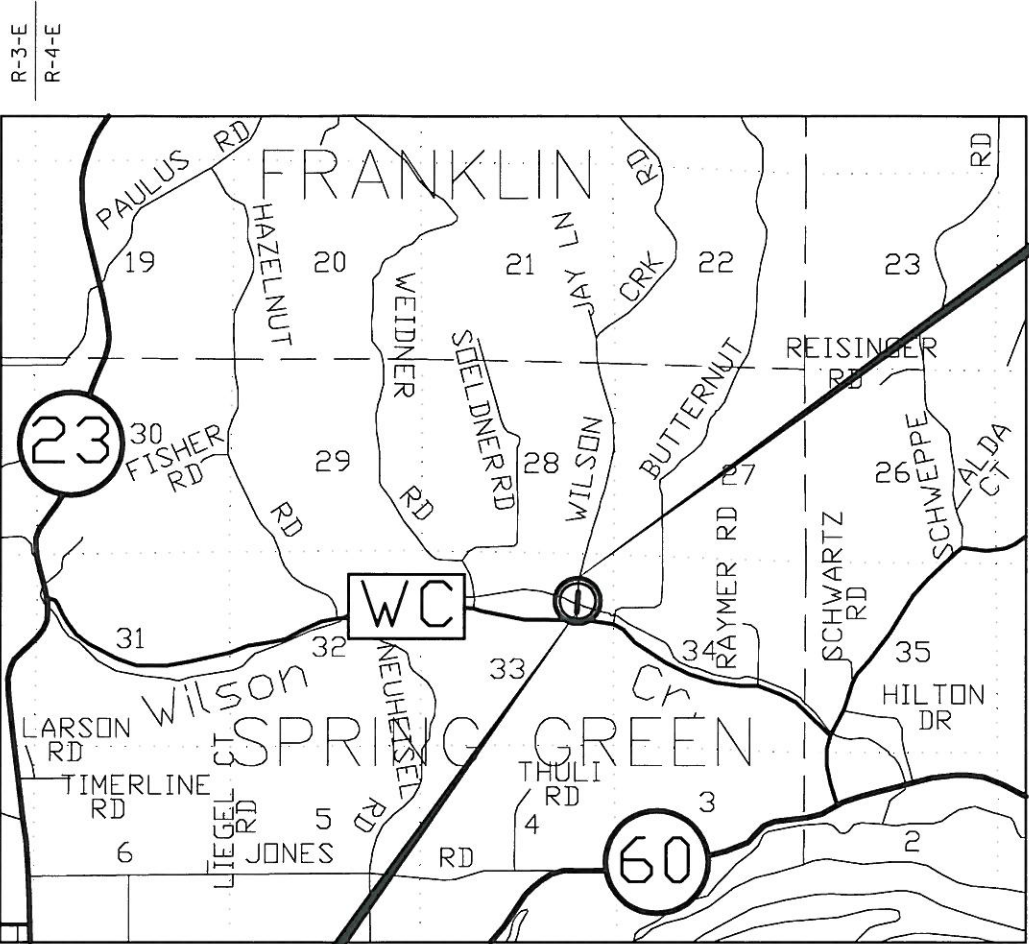 R-3-E
R-4-E
PAULUS RD
FRANKLIN
RD
RD
19
HAZELNUT
20
WEIDNER
21
JAY LN
CRK
22
23
SOELDNER RD
REISINGER
RD
23
30
FISHER
RD
29
28
WILSON
BUTTERNUT
27
26
SCHWEPPE
ALDA
CT
RD
RD
RAYMER RD
SCHWARTZ
RD
WC
31
32
33
34
35
Wilson
Cr.
NEUHEISEL
HILTON
DR
SPRING GREEN
LARSON
RD
TIMERLINE
RD
LIEGEL CT
RD
5
RD
THULI
RD
4
3
6
JONES
RD
60
2